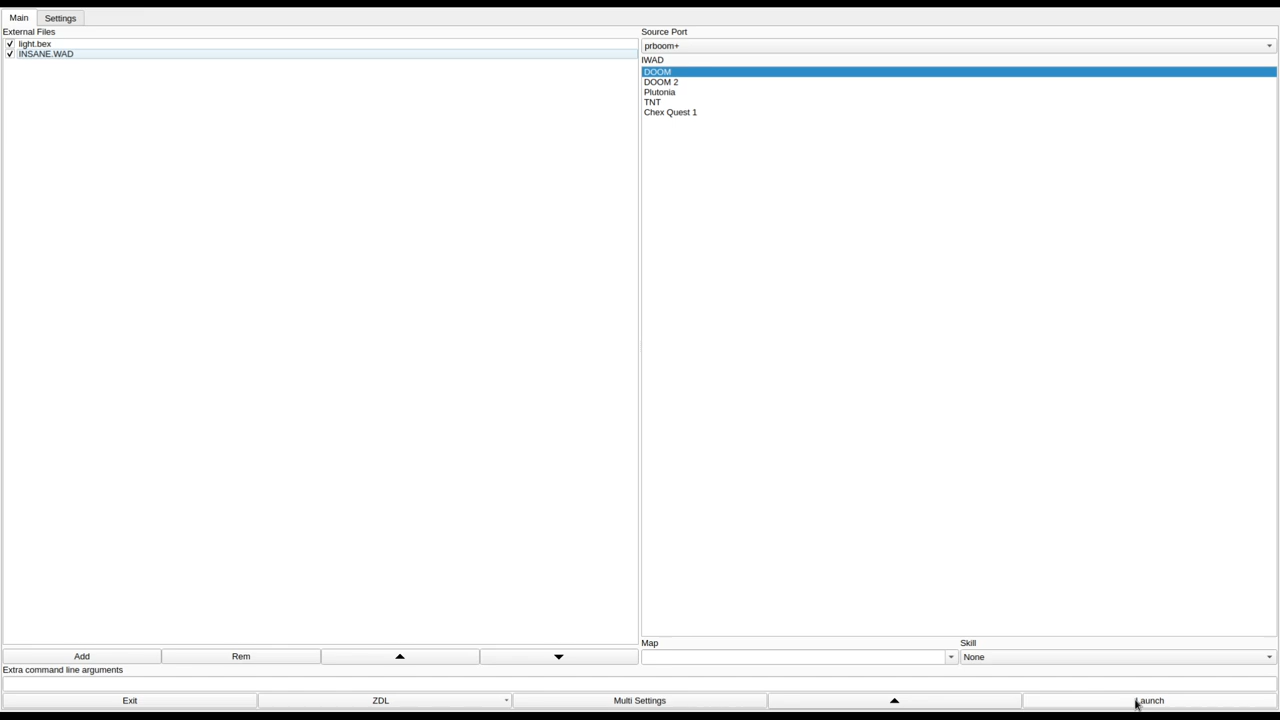 Main
Settings
External Files
light.bex
INSANE.WAD
Source Port
prboom+
IWAD
DOOM
DOOM 2
Plutonia
TNT
Chex Quest 1
Map
Skill
None
Add
Rem
Extra command line arguments
Exit
ZDL
Multi Settings
Launch